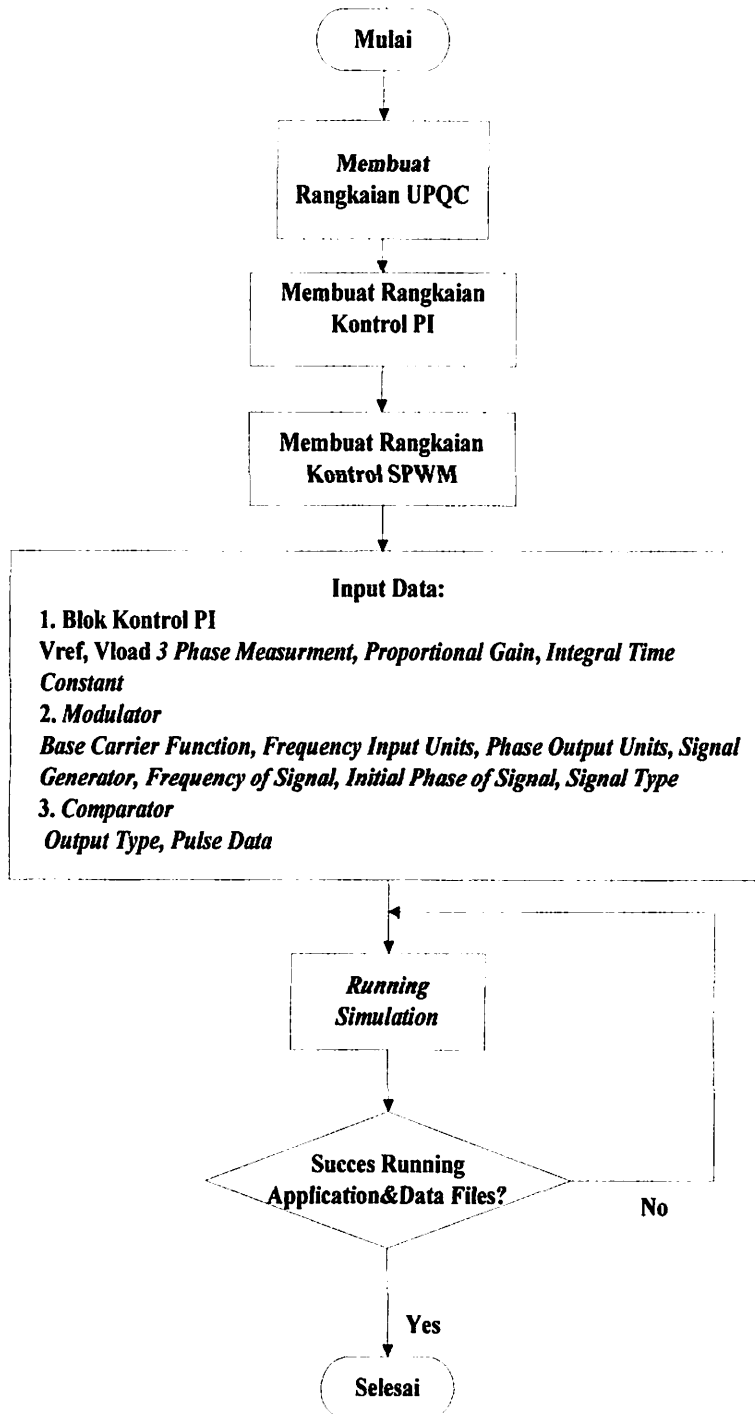 Mulai
Membuat
Rangkaian UPQC
Membuat Rangkaian
Kontrol PI
Membuat Rangkaian
Kontrol SPWM
Input Data:
1. Blok Kontrol PI
Vref, Vload 3 Phase Measurment, Proportional Gain, Integral Time
Constant
2. Modulator
Base Carrier Function, Frequency Input Units, Phase Output Units, Signal
Generator, Frequency of Signal, Initial Phase of Signal, Signal Type
3. Comparator
Output Type, Pulse Data
Running
Simulation
Succes Running
Application&Data Files?
No
Yes
Selesai